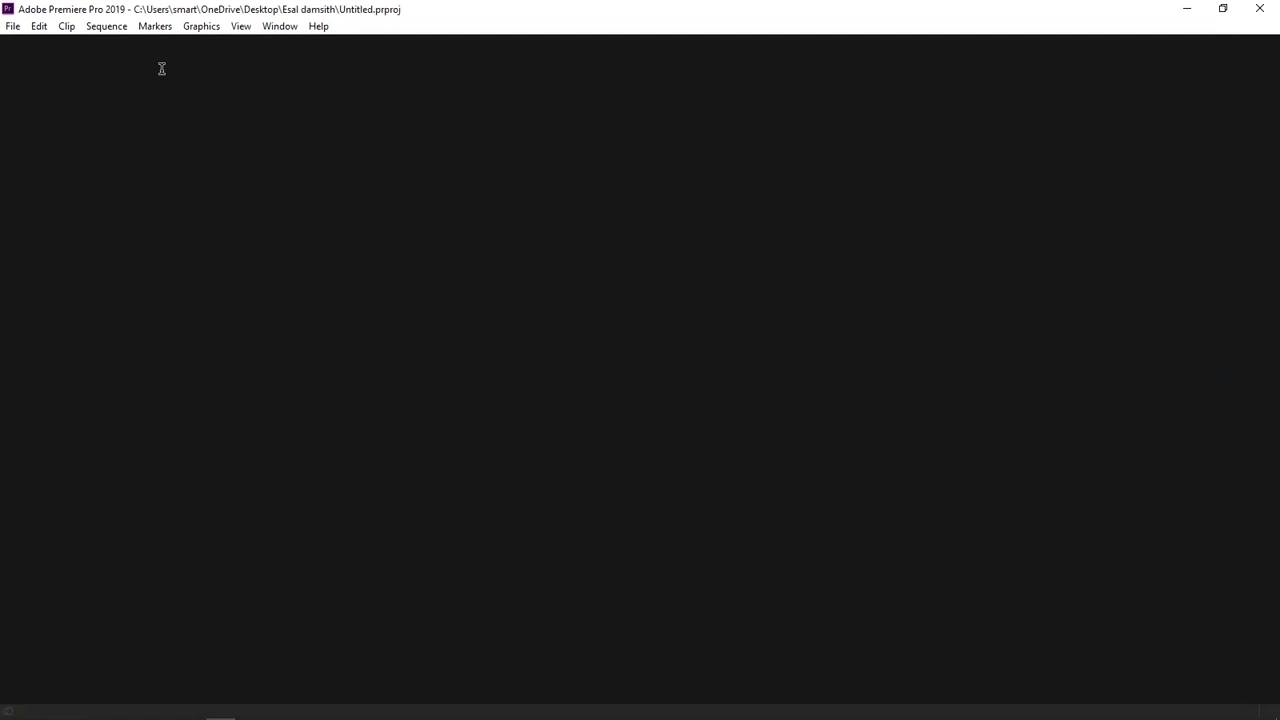 Pr Adobe Premiere Pro 2019 - C:\Users\smart\OneDrive\Desktop\Esal damsith\Untitled.prproj
File Edit Clip Sequence Markers Graphics View Window Help